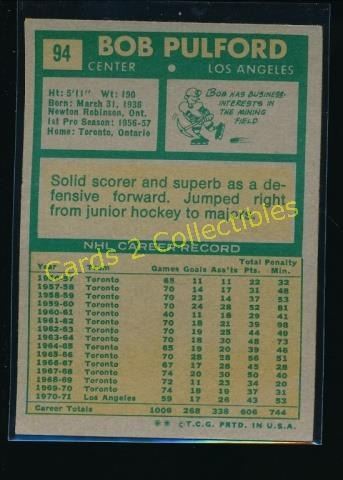 94
BOB PULFORD
CENTER
LOS ANGELES
Ht: 5'11" Wt: 190
Born: March 31, 1936
Newton Robinson, Ont.
1st Pro Season: 1956-57
Home: Toronto, Ontario
BOB HAS BUSINESS
INTERESTS IN
THE MINING
FIELD
Solid scorer and superb as a de-
fensive forward. Jumped right
from junior hockey to majors.
Cards 2 Collectibles
NHL CAREER RECORD
Total Penalty
Year Team Games Goals Ass'ts Pts. Min.
1956-57 Toronto 65 11 11 22 32
1957-58 Toronto 70 14 17 31 48
1958-59 Toronto 70 23 14 37 53
1959-60 Toronto 70 24 28 52 81
1960-61 Toronto 40 11 18 29 41
1961-62 Toronto 70 18 21 39 98
1962-63 Toronto 70 19 25 44 49
1963-64 Toronto 70 18 30 48 73
1964-65 Toronto 65 19 20 39 46
1965-66 Toronto 70 28 28 56 51
1966-67 Toronto 67 17 28 45 28
1967-68 Toronto 74 20 30 50 40
1968-69 Toronto 72 11 23 34 20
1969-70 Toronto 74 18 19 37 31
1970-71 Los Angeles 59 17 26 43 53
Career Totals 1006 268 338 606 744
** © T.C.G. PRTD. IN U.S.A.